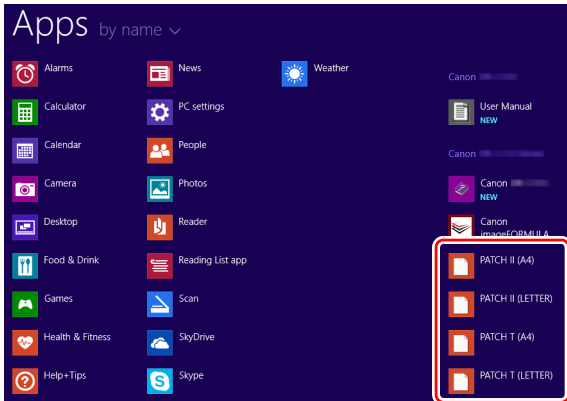 Apps by name
Alarms
Calculator
Calendar
Camera
Desktop
Food & Drink
Games
Health & Fitness
Help+Tips
News
PC settings
People
Photos
Reader
Reading List app
Scan
SkyDrive
Skype
Weather
Canon
User Manual
NEW
Canon
Canon
NEW
Canon
imageFORMULA
PATCH II (A4)
PATCH II (LETTER)
PATCH T (A4)
PATCH T (LETTER)